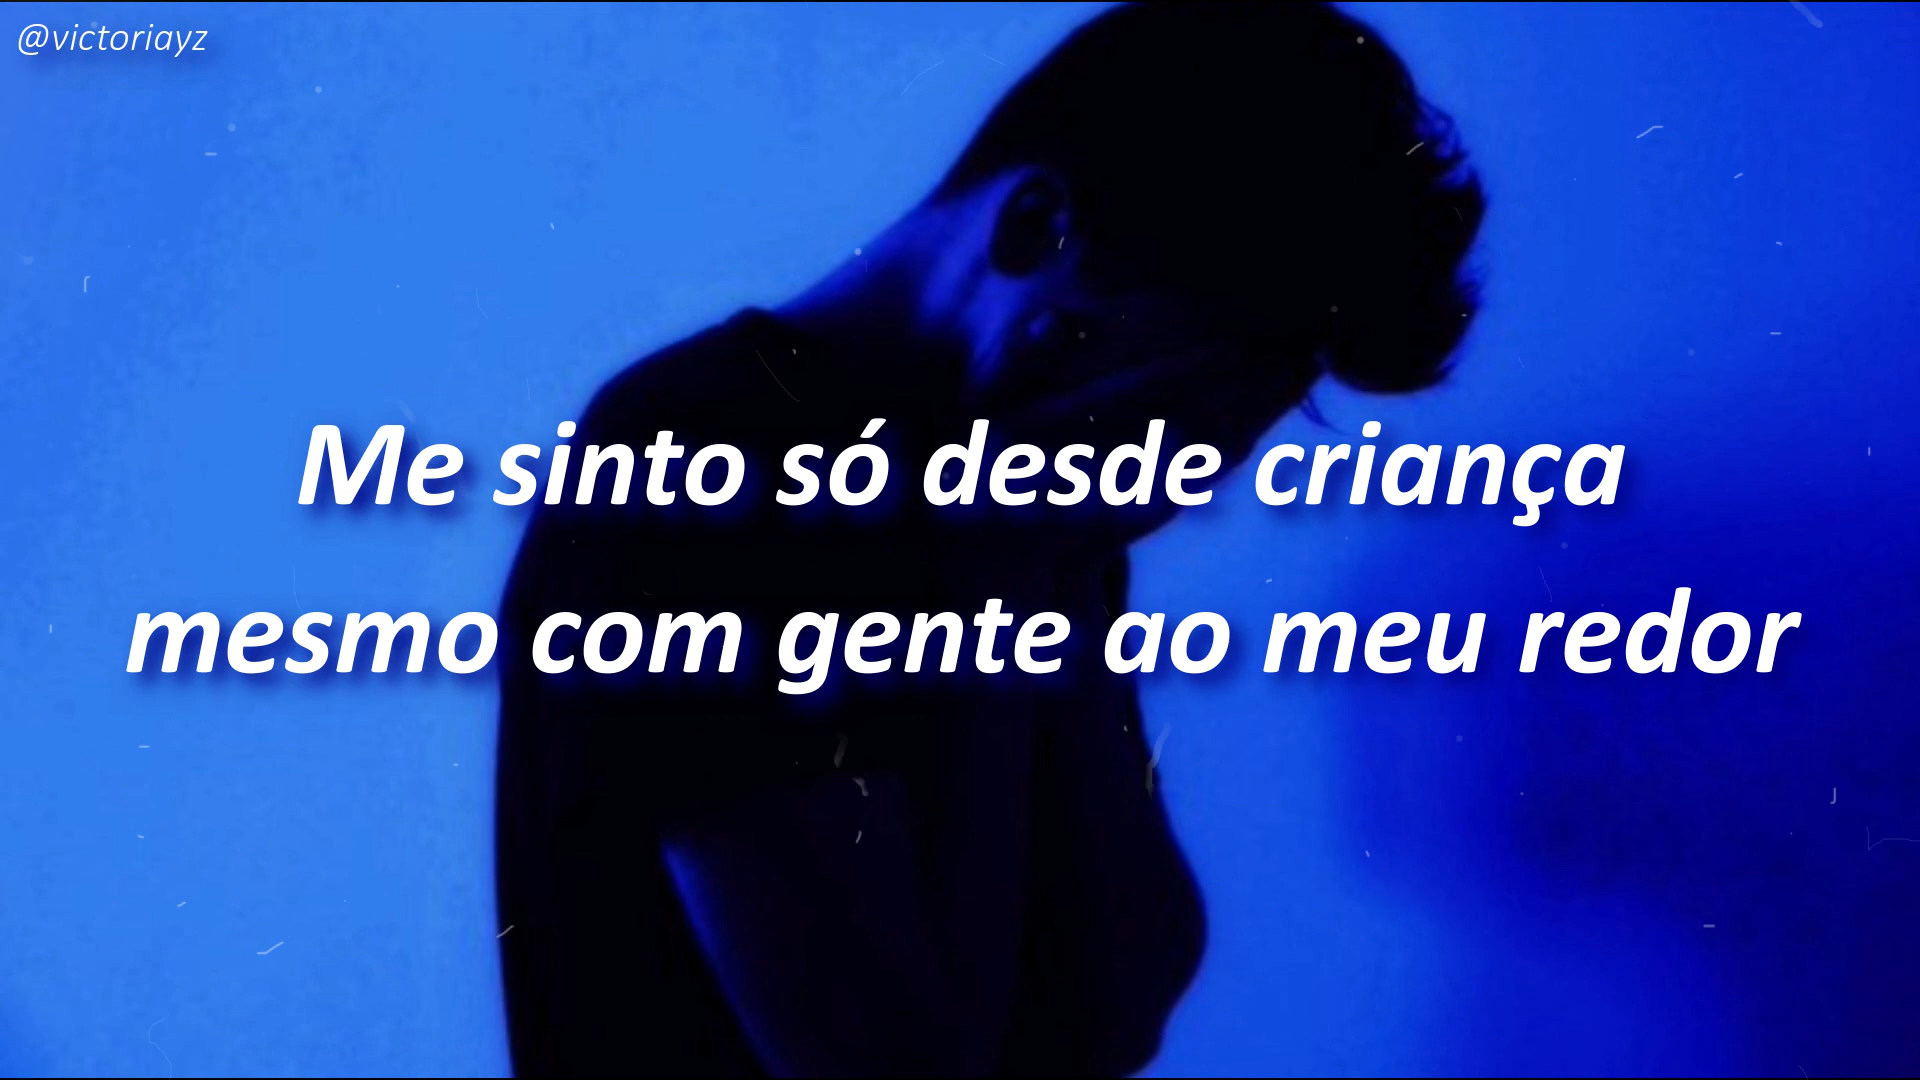 @victoriayz
Me sinto só desde criança
mesmo com gente ao meu redor